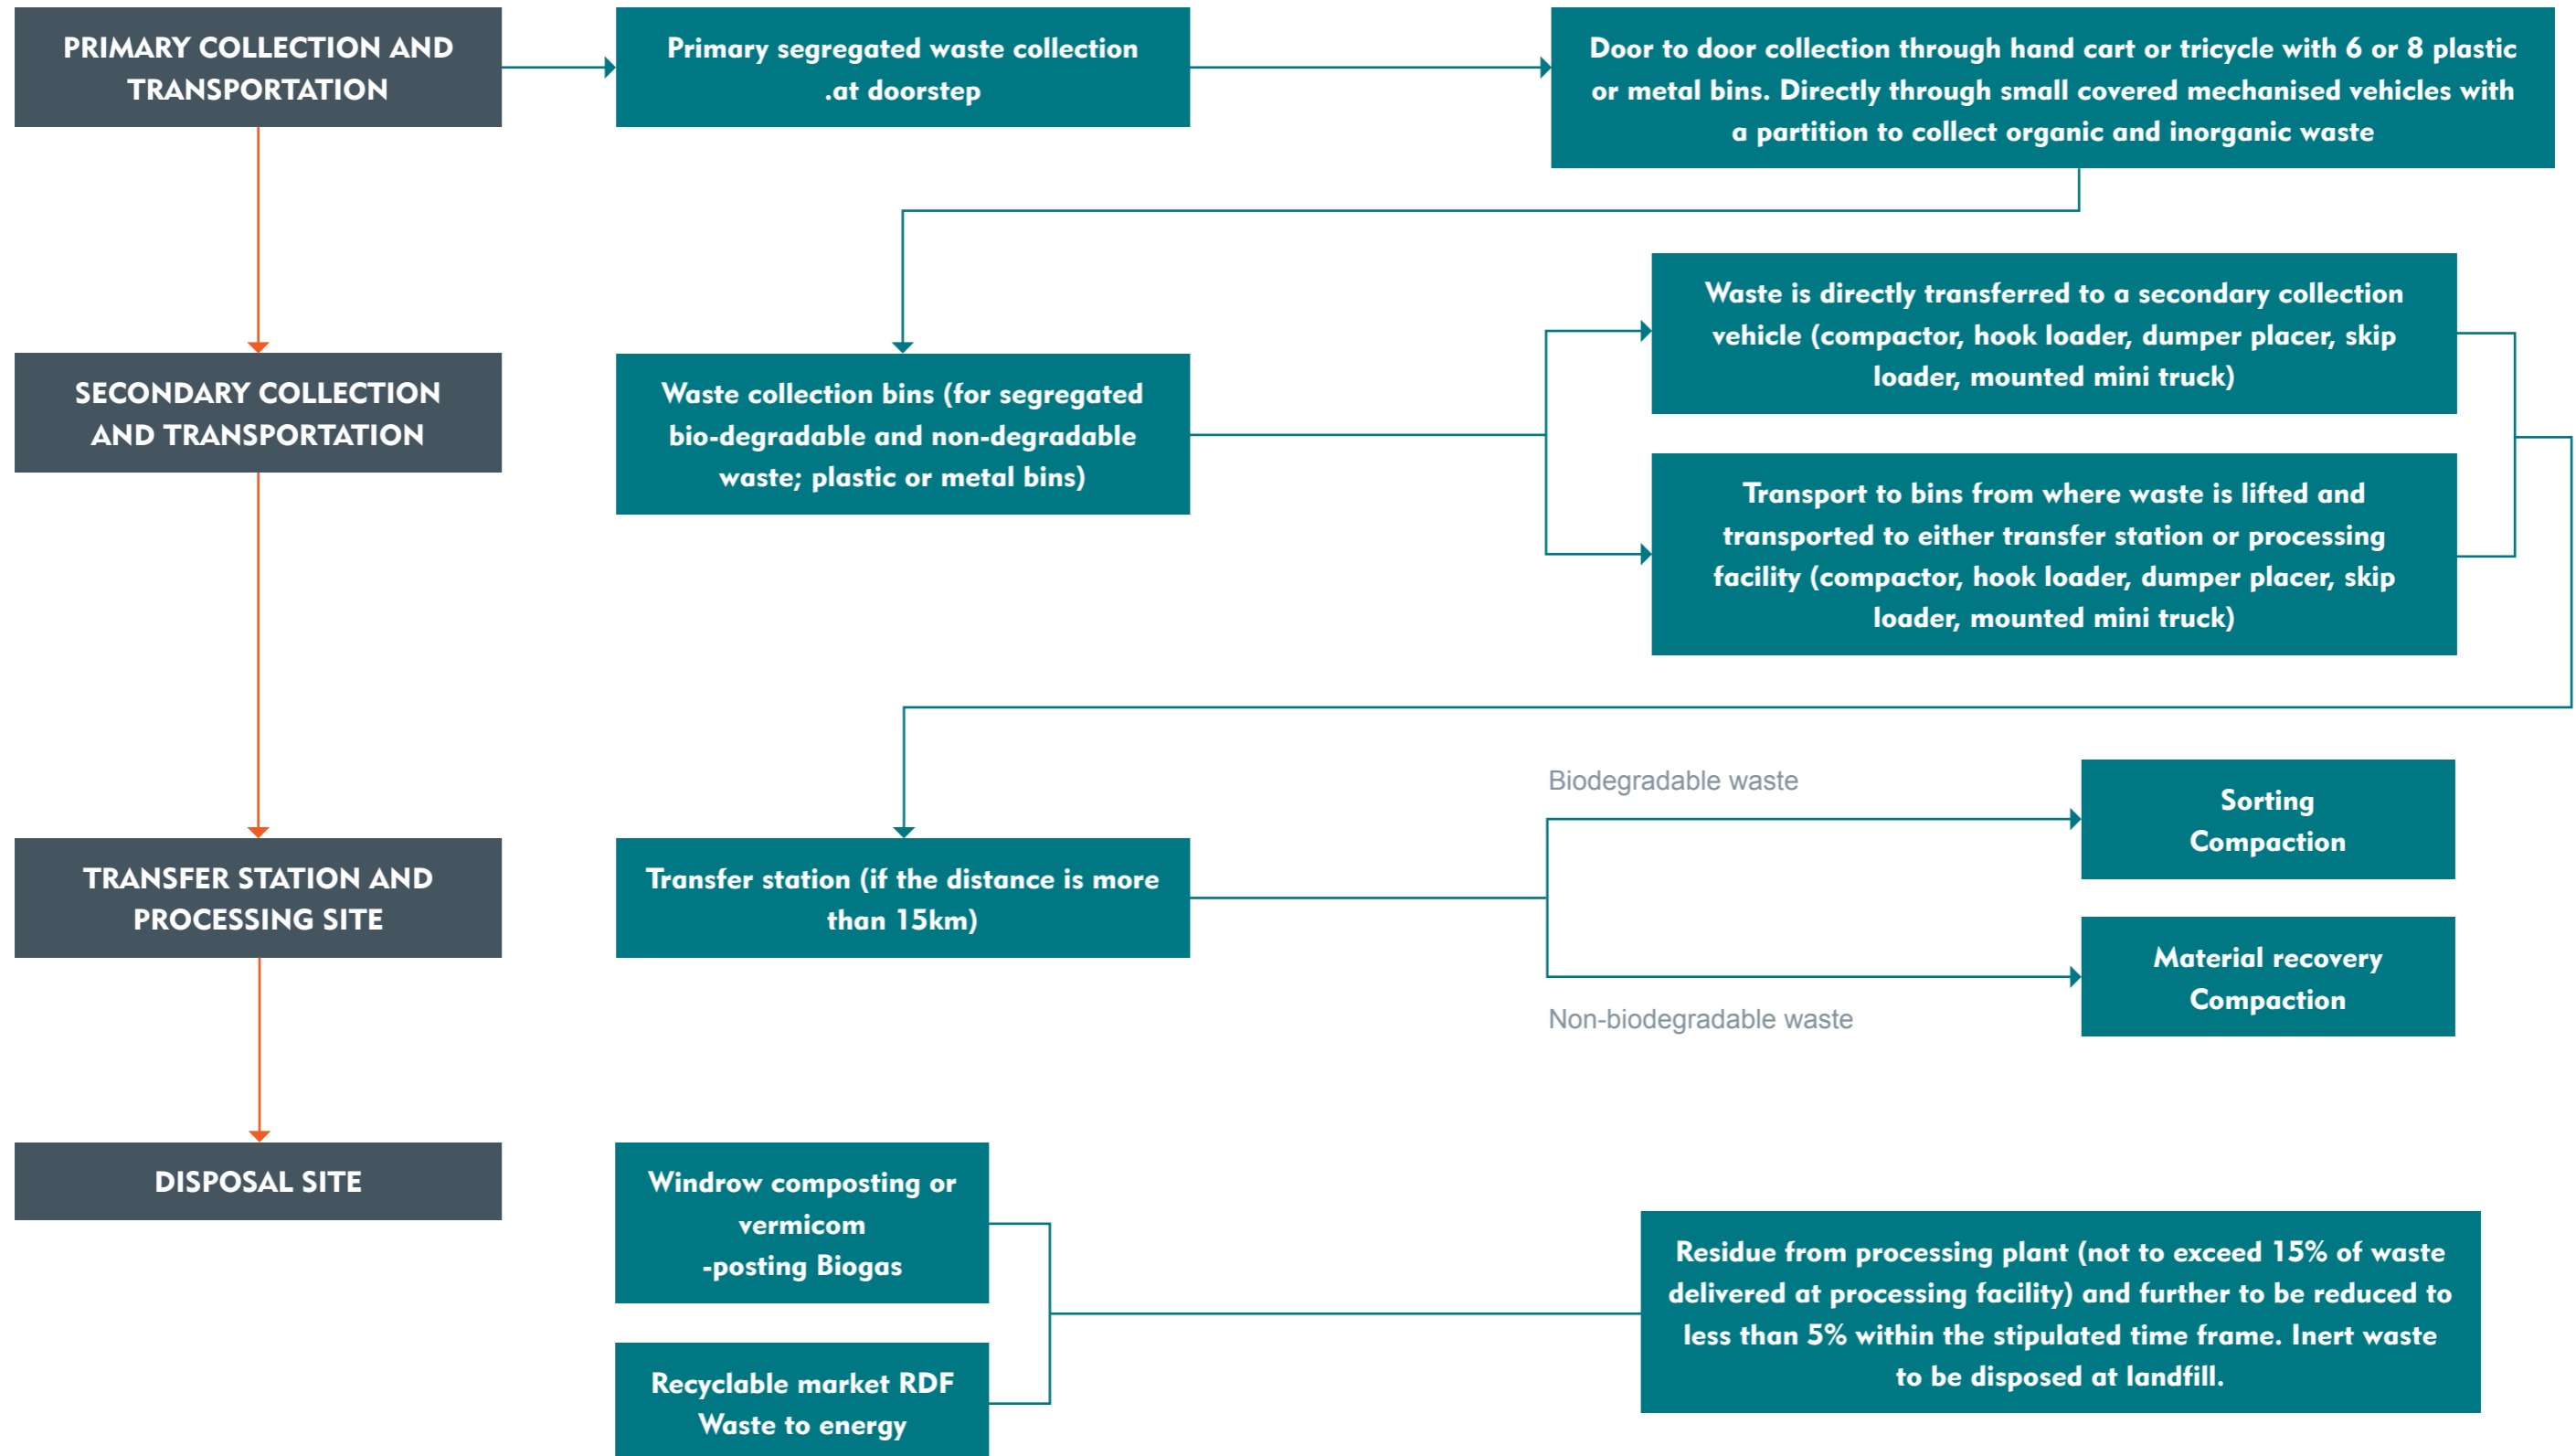 PRIMARY COLLECTION AND
TRANSPORTATION
Primary segregated waste collection
.at doorstep
Door to door collection through hand cart or tricycle with 6 or 8 plastic
or metal bins. Directly through small covered mechanised vehicles with
a partition to collect organic and inorganic waste
SECONDARY COLLECTION
AND TRANSPORTATION
Waste collection bins (for segregated
bio-degradable and non-degradable
waste; plastic or metal bins)
Waste is directly transferred to a secondary collection
vehicle (compactor, hook loader, dumper placer, skip
loader, mounted mini truck)
Transport to bins from where waste is lifted and
transported to either transfer station or processing
facility (compactor, hook loader, dumper placer, skip
loader, mounted mini truck)
TRANSFER STATION AND
PROCESSING SITE
Transfer station (if the distance is more
than 15km)
Biodegradable waste
Sorting
Compaction
Non-biodegradable waste
Material recovery
Compaction
DISPOSAL SITE
Windrow composting or
vermicom
-posting Biogas
Recyclable market RDF
Waste to energy
Residue from processing plant (not to exceed 15% of waste
delivered at processing facility) and further to be reduced to
less than 5% within the stipulated time frame. Inert waste
to be disposed at landfill.